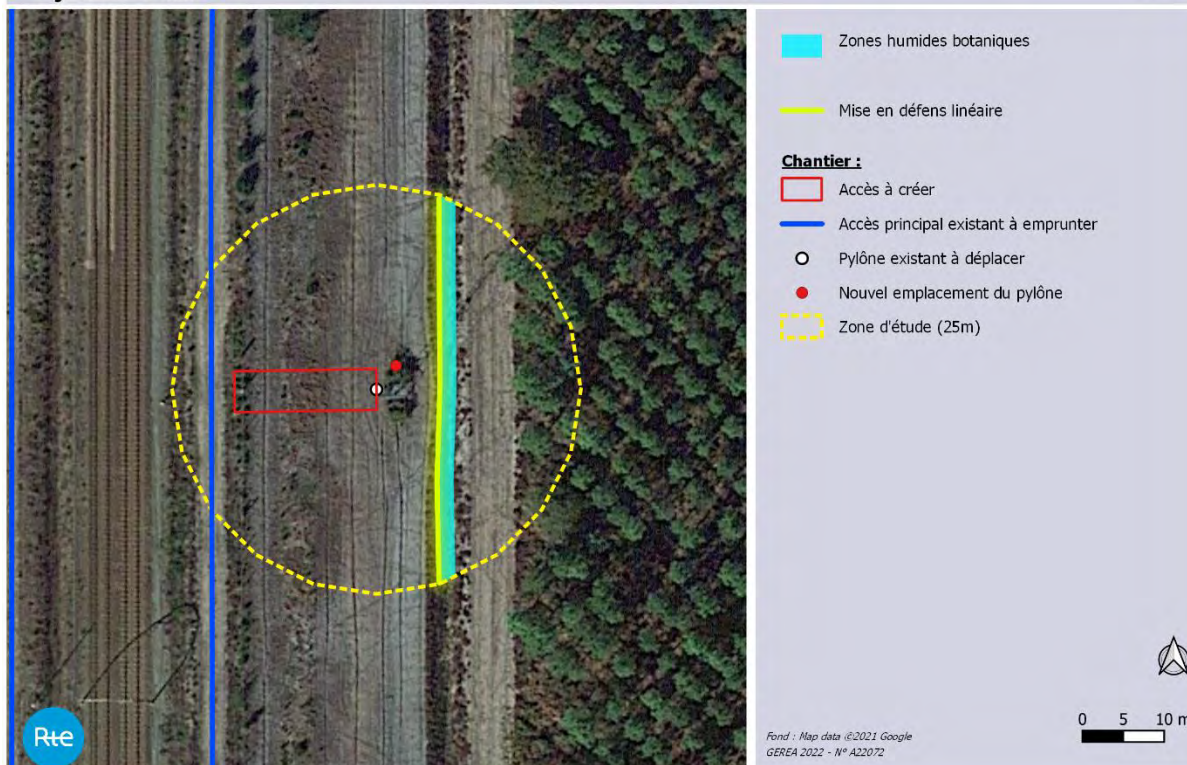 Zones humides botaniques
Mise en défens linéaire
Chantier :
Accès à créer
Accès principal existant à emprunter
Pylône existant à déplacer
Nouvel emplacement du pylône
Zone d'étude (25m)
Rte
0 5 10 m
Fond : Map data ©2021 Google
GEREA 2022 - N° A22072